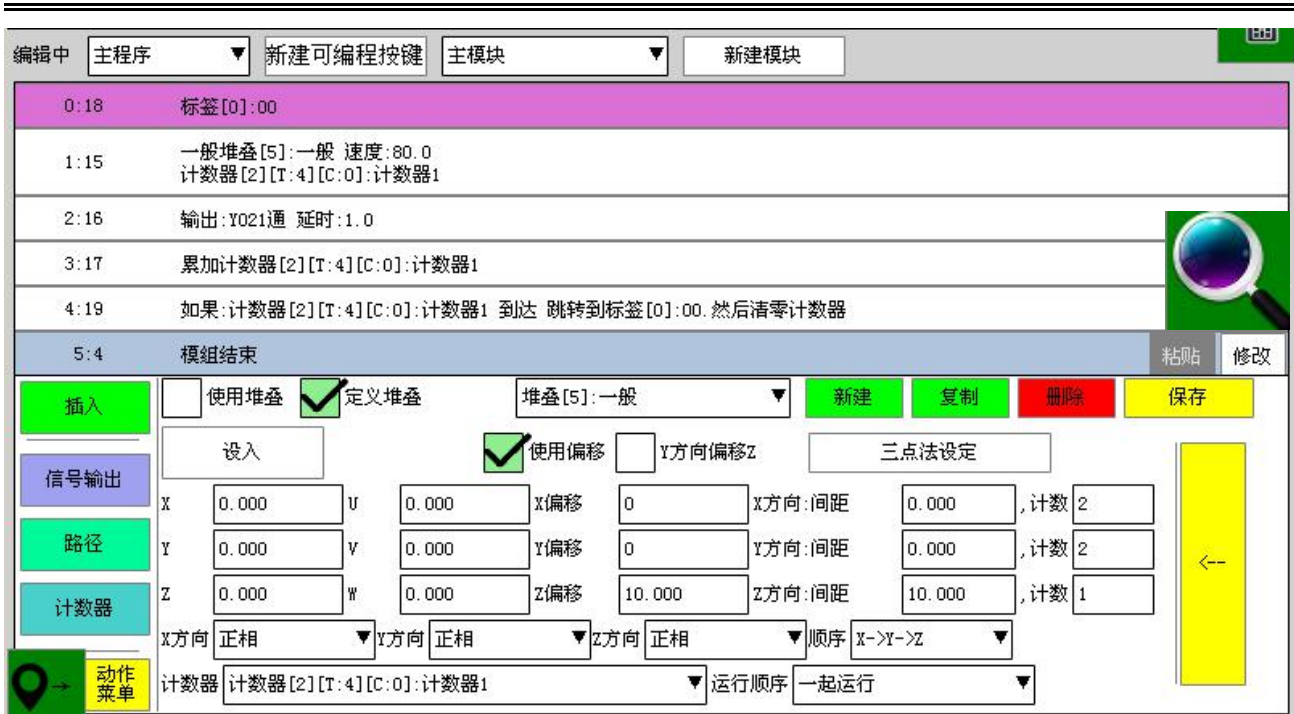 编辑中 主程序 ▼ 新建可编程按键 主模块 ▼ 新建模块
0:18 标签[0]:00
1:15 一般堆叠[5]:一般 速度:80.0
计数器[2][T:4][C:0]:计数器1
2:16 输出:Y021通 延时:1.0
3:17 累加计数器[2][T:4][C:0]:计数器1
4:19 如果:计数器[2][T:4][C:0]:计数器1 到达 跳转到标签[0]:00.然后清零计数器
5:4 模组结束 粘贴 修改
插入 使用堆叠 定义堆叠 堆叠[5]:一般 ▼ 新建 复制 删除 保存
设入 使用偏移 Y方向偏移Z 三点法设定
信号输出
X 0.000 U 0.000 X偏移 0 X方向:间距 0.000 ,计数 2
路径
Y 0.000 V 0.000 Y偏移 0 Y方向:间距 0.000 ,计数 2
<--
计数器
Z 0.000 W 0.000 Z偏移 10.000 Z方向:间距 10.000 ,计数 1
X方向 正相 ▼ Y方向 正相 ▼ Z方向 正相 ▼ 顺序 X->Y->Z ▼
→ 动作
菜单
计数器 计数器[2][T:4][C:0]:计数器1 ▼ 运行顺序 一起运行 ▼